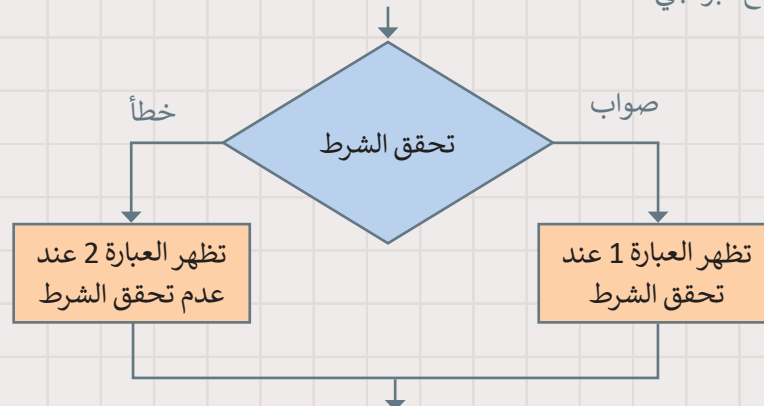 صواب
خطأ
تحقق الشرط
تظهر العبارة 1 عند
تحقق الشرط
تظهر العبارة 2 عند
عدم تحقق الشرط